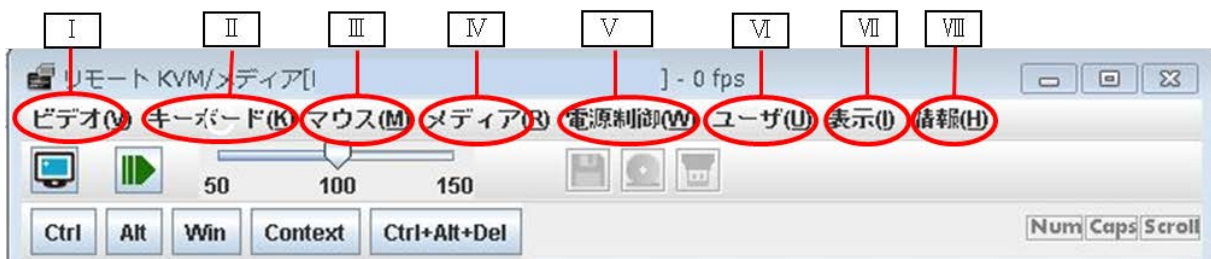 Ⅰ Ⅱ Ⅲ Ⅳ Ⅴ Ⅵ Ⅶ Ⅷ
リモート KVM/メディア[ ] - 0 fps
ビデオ(V) キーボード(K) マウス(M) メディア(R) 電源制御(W) ユーザ(U) 表示(I) 情報(H)
50 100 150
Ctrl Alt Win Context Ctrl+Alt+Del Num Caps Scroll